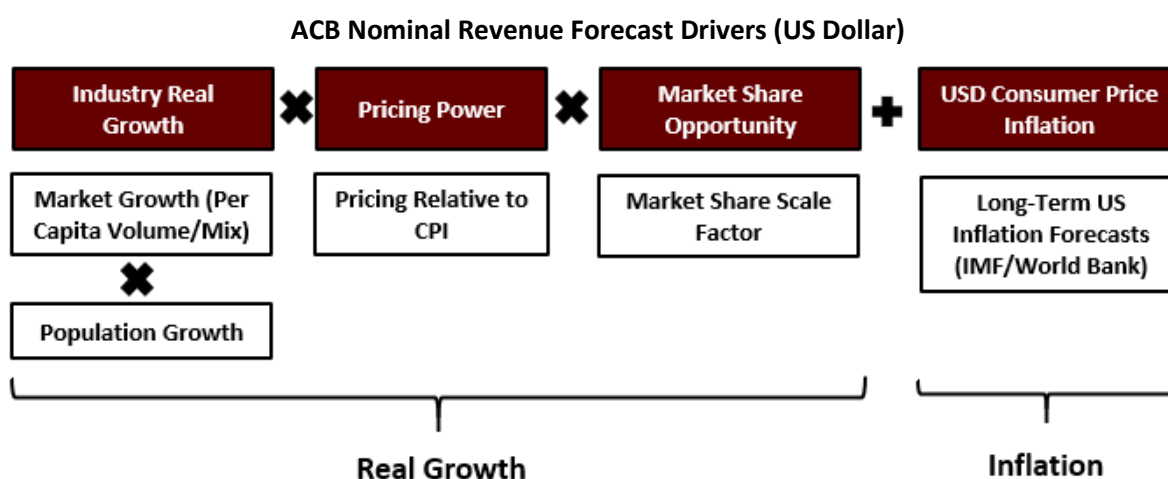 ACB Nominal Revenue Forecast Drivers (US Dollar)
Industry Real
Growth
Pricing Power
Market Share
Opportunity
USD Consumer Price
Inflation
Market Growth (Per
Capita Volume/Mix)
Pricing Relative to
CPI
Market Share Scale
Factor
Long-Term US
Inflation Forecasts
(IMF/World Bank)
Population Growth
Real Growth
Inflation